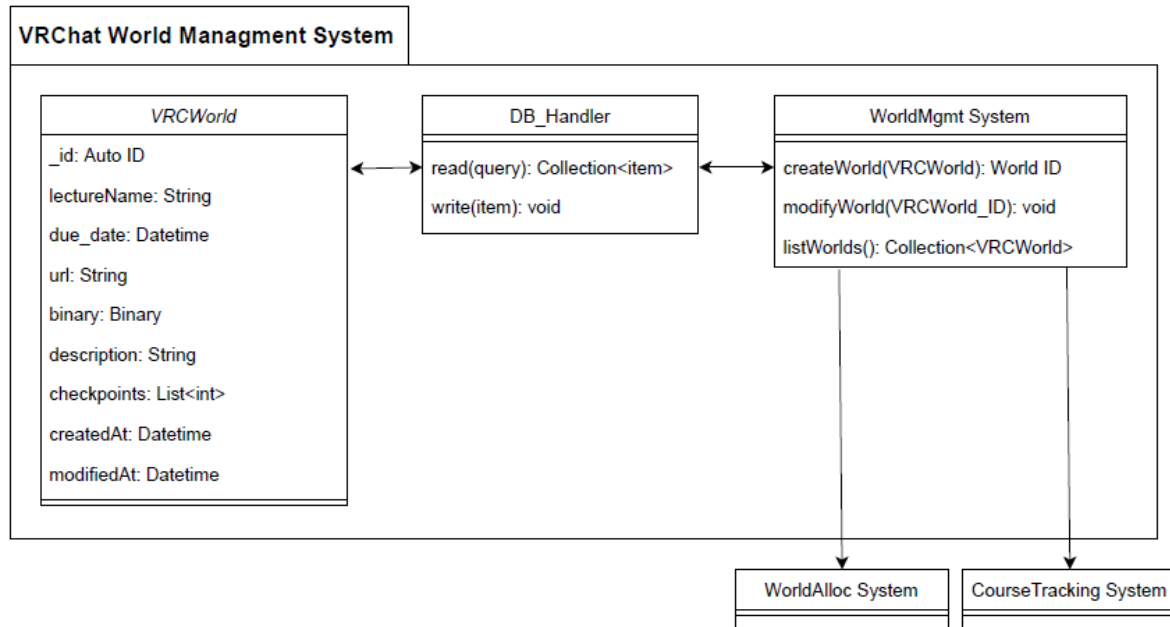 VRChat World Managment System
VRCWorld
_id: Auto ID
lectureName: String
due_date: Datetime
url: String
binary: Binary
description: String
checkpoints: List<int>
createdAt: Datetime
modifiedAt: Datetime
DB_Handler
read(query): Collection<item>
write(item): void
WorldMgmt System
createWorld(VRCWorld): World ID
modifyWorld(VRCWorld_ID): void
listWorlds(): Collection<VRCWorld>
WorldAlloc System
CourseTracking System